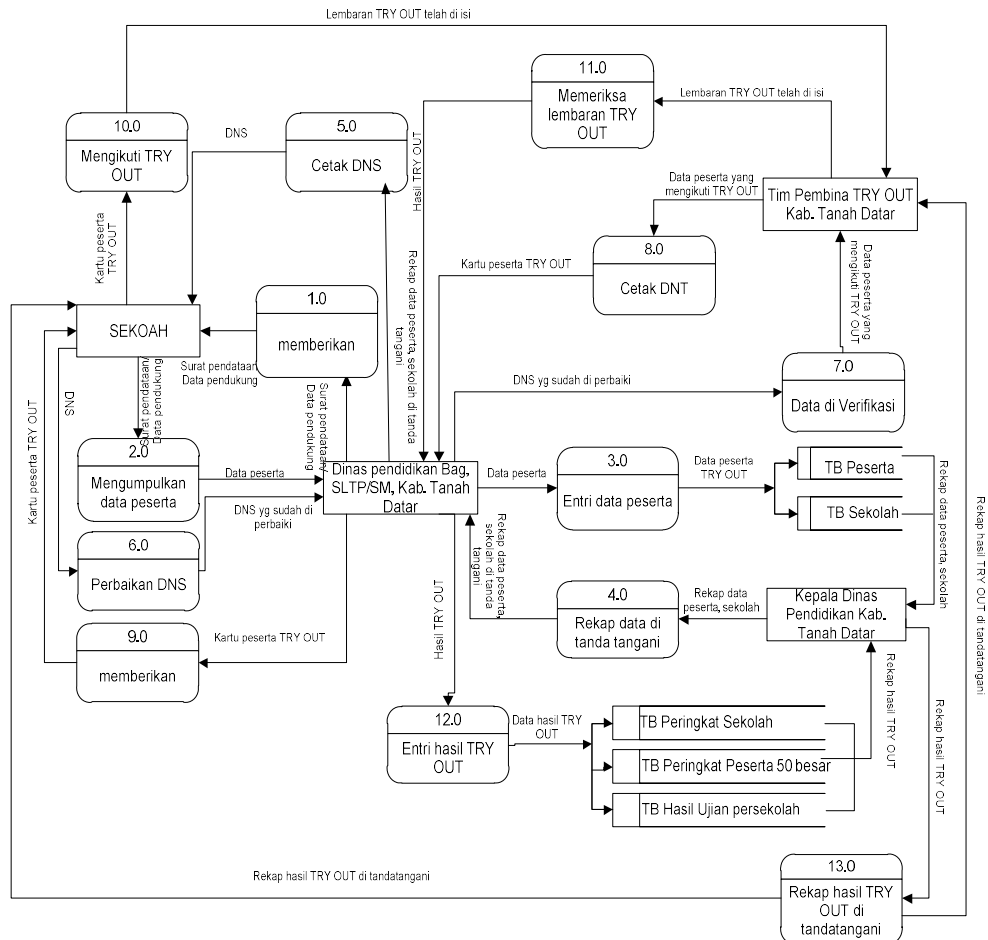 Lembaran TRY OUT telah di isi
11.0
Memeriksa
lembaran TRY
OUT
Lembaran TRY OUT telah di isi
10.0
Mengikuti TRY
OUT
DNS
5.0
Cetak DNS
Hasil TRY OUT
Data peserta yang
mengikuti TRY OUT
Tim Pembina TRY OUT
Kab. Tanah Datar
Kartu peserta
TRY OUT
Kartu peserta TRY OUT
8.0
Cetak DNT
Data peserta yang
mengikuti TRY OUT
Rekap data peserta, sekolah di tanda
tangani
SEKOAH
1.0
memberikan
Surat pendataan/
Data pendukung
Surat pendataan/
Data pendukung
DNS
Surat pendataan/
Data pendukung
DNS yg sudah di perbaiki
7.0
Data di Verifikasi
Kartu peserta TRY OUT
2.0
Mengumpulkan
data peserta
Data peserta
DNS yg sudah di
perbaiki
Dinas pendidikan Bag,
SLTP/SM, Kab. Tanah
Datar
Data peserta
3.0
Entri data peserta
Data peserta
TRY OUT
TB Peserta
TB Sekolah
Rekap data peserta, sekolah
Rekap hasil TRY OUT di tandatangani
6.0
Perbaikan DNS
Rekap data peserta,
sekolah di tanda
tangani
4.0
Rekap data di
tanda tangani
Rekap data
peserta, sekolah
Kepala Dinas
Pendidikan Kab.
Tanah Datar
Kartu peserta TRY OUT
9.0
memberikan
Hasil TRY OUT
Rekap hasil TRY OUT
Rekap hasil TRY OUT
12.0
Entri hasil TRY
OUT
Data hasil TRY
OUT
TB Peringkat Sekolah
TB Peringkat Peserta 50 besar
TB Hasil Ujian persekolah
Rekap hasil TRY OUT di tandatangani
13.0
Rekap hasil TRY
OUT di
tandatangani